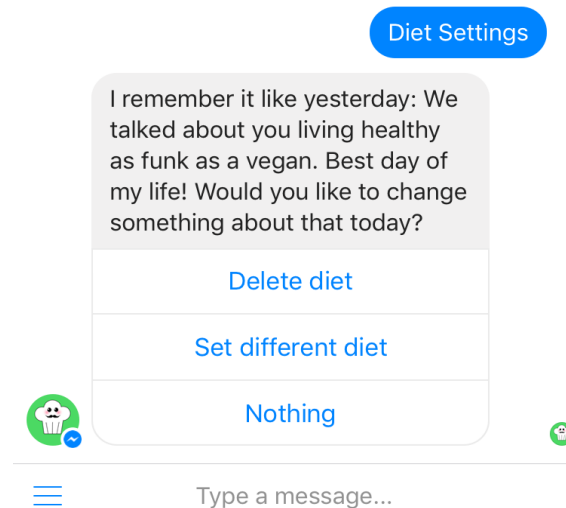 Diet Settings
I remember it like yesterday: We
talked about you living healthy
as funk as a vegan. Best day of
my life! Would you like to change
something about that today?
Delete diet
Set different diet
Nothing
Type a message...